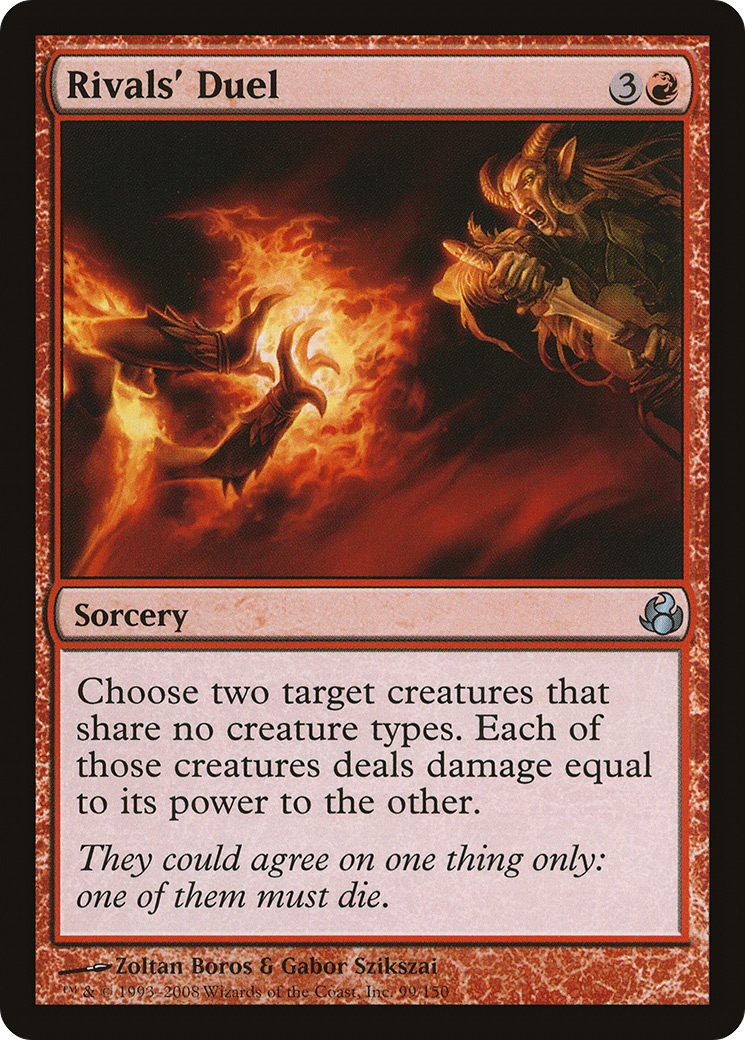 Rivals' Duel
3
Sorcery
Choose two target creatures that
share no creature types. Each of
those creatures deals damage equal
to its power to the other.
They could agree on one thing only:
one of them must die.
Zoltan Boros & Gabor Szikszai
™ & © 1993–2008 Wizards of the Coast, Inc. 99/150